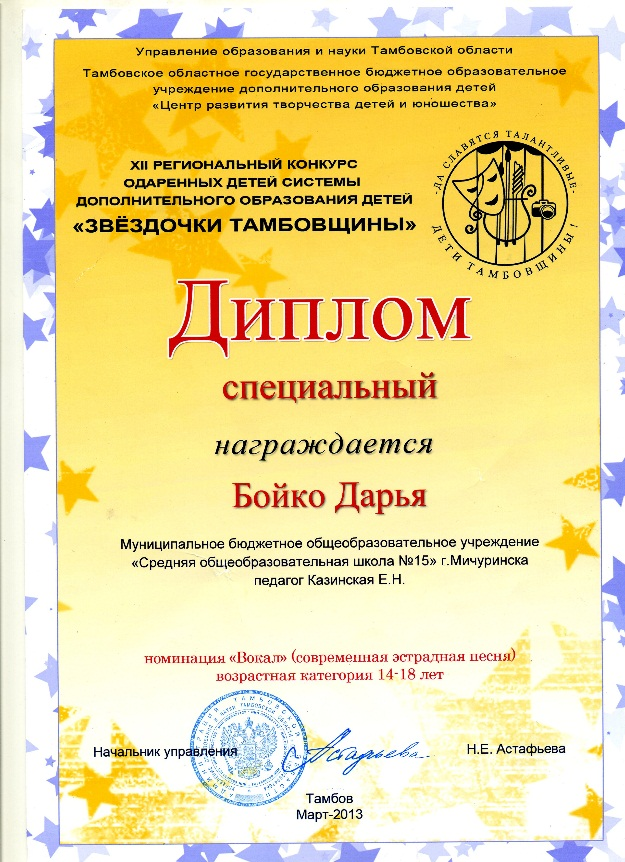 Управление образования и науки Тамбовской области
Тамбовское областное государственное бюджетное образовательное
учреждение дополнительного образования детей
«Центр развития творчества детей и юношества»
XII РЕГИОНАЛЬНЫЙ КОНКУРС
ОДАРЕННЫХ ДЕТЕЙ СИСТЕМЫ
ДОПОЛНИТЕЛЬНОГО ОБРАЗОВАНИЯ ДЕТЕЙ
«ЗВЁЗДОЧКИ ТАМБОВЩИНЫ»
-ДА СЛАВЯТСЯ ТАЛАНТЛИВЫЕ-
ДЕТИ ТАМБОВЩИНЫ !
Диплом
специальный
награждается
Бойко Дарья
Муниципальное бюджетное общеобразовательное учреждение
«Средняя общеобразовательная школа №15» г.Мичуринска
педагог Казинская Е.Н.
номинация «Вокал» (современная эстрадная песня)
возрастная категория 14-18 лет
Начальник управления
Астафьева
Н.Е. Астафьева
Тамбов
Март-2013